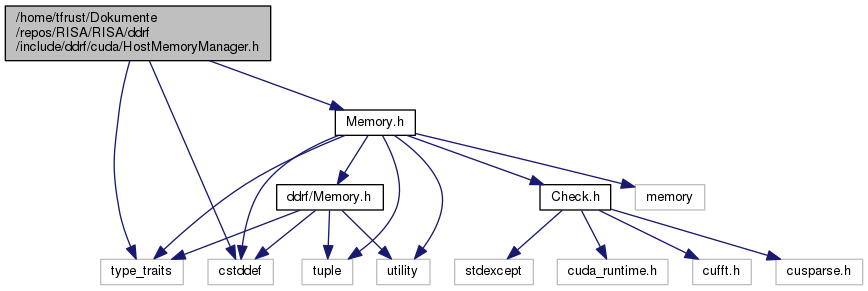 /home/tfrust/Dokumente
/repos/RISA/RISA/ddrf
/include/ddrf/cuda/HostMemoryManager.h
Memory.h
ddrf/Memory.h
Check.h
memory
type_traits
cstddef
tuple
utility
stdexcept
cuda_runtime.h
cufft.h
cusparse.h